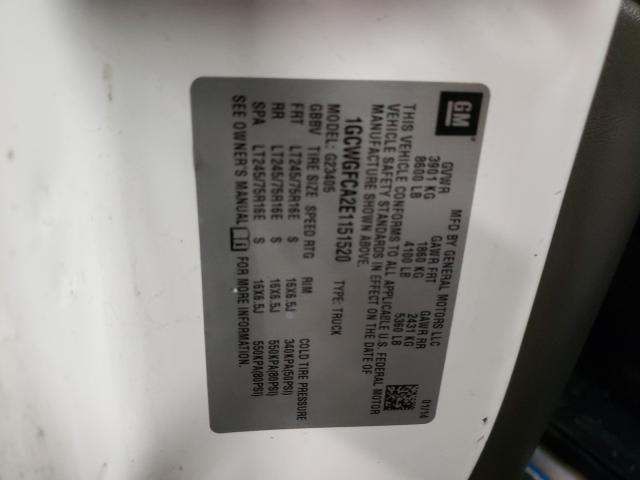 GM
MFD BY GENERAL MOTORS LLC 01/14
GVWR GAWR FRT GAWR RR
3901 KG 1860 KG 2431 KG
8600 LB 4100 LB 5360 LB
THIS VEHICLE CONFORMS TO ALL APPLICABLE U.S. FEDERAL MOTOR
VEHICLE SAFETY STANDARDS IN EFFECT ON THE DATE OF
MANUFACTURE SHOWN ABOVE.
1GCWGFCA2E1151520 TYPE: TRUCK
MODEL: G23405
GBBV TIRE SIZE SPEED RTG RIM COLD TIRE PRESSURE
FRT LT245/75R16E S 16X6.5J 340KPA(50PSI)
RR LT245/75R16E S 16X6.5J 550KPA(80PSI)
SPA LT245/75R16E S 16X6.5J 550KPA(80PSI)
SEE OWNER'S MANUAL FOR MORE INFORMATION.